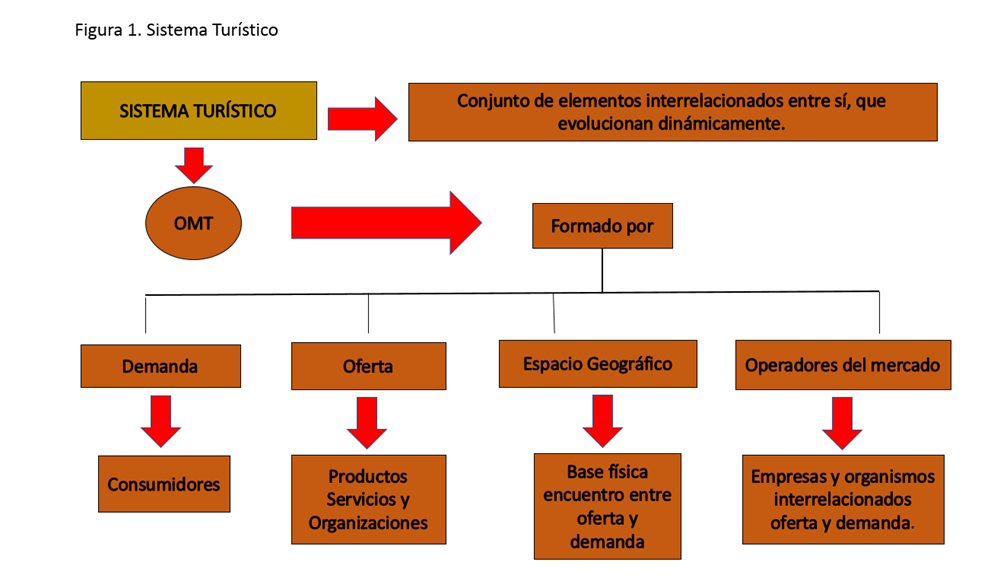 Figura 1. Sistema Turístico
SISTEMA TURÍSTICO
Conjunto de elementos interrelacionados entre sí, que
evolucionan dinámicamente.
OMT
Formado por
Demanda
Oferta
Espacio Geográfico
Operadores del mercado
Consumidores
Productos
Servicios y
Organizaciones
Base física
encuentro entre
oferta y
demanda
Empresas y organismos
interrelacionados
oferta y demanda.